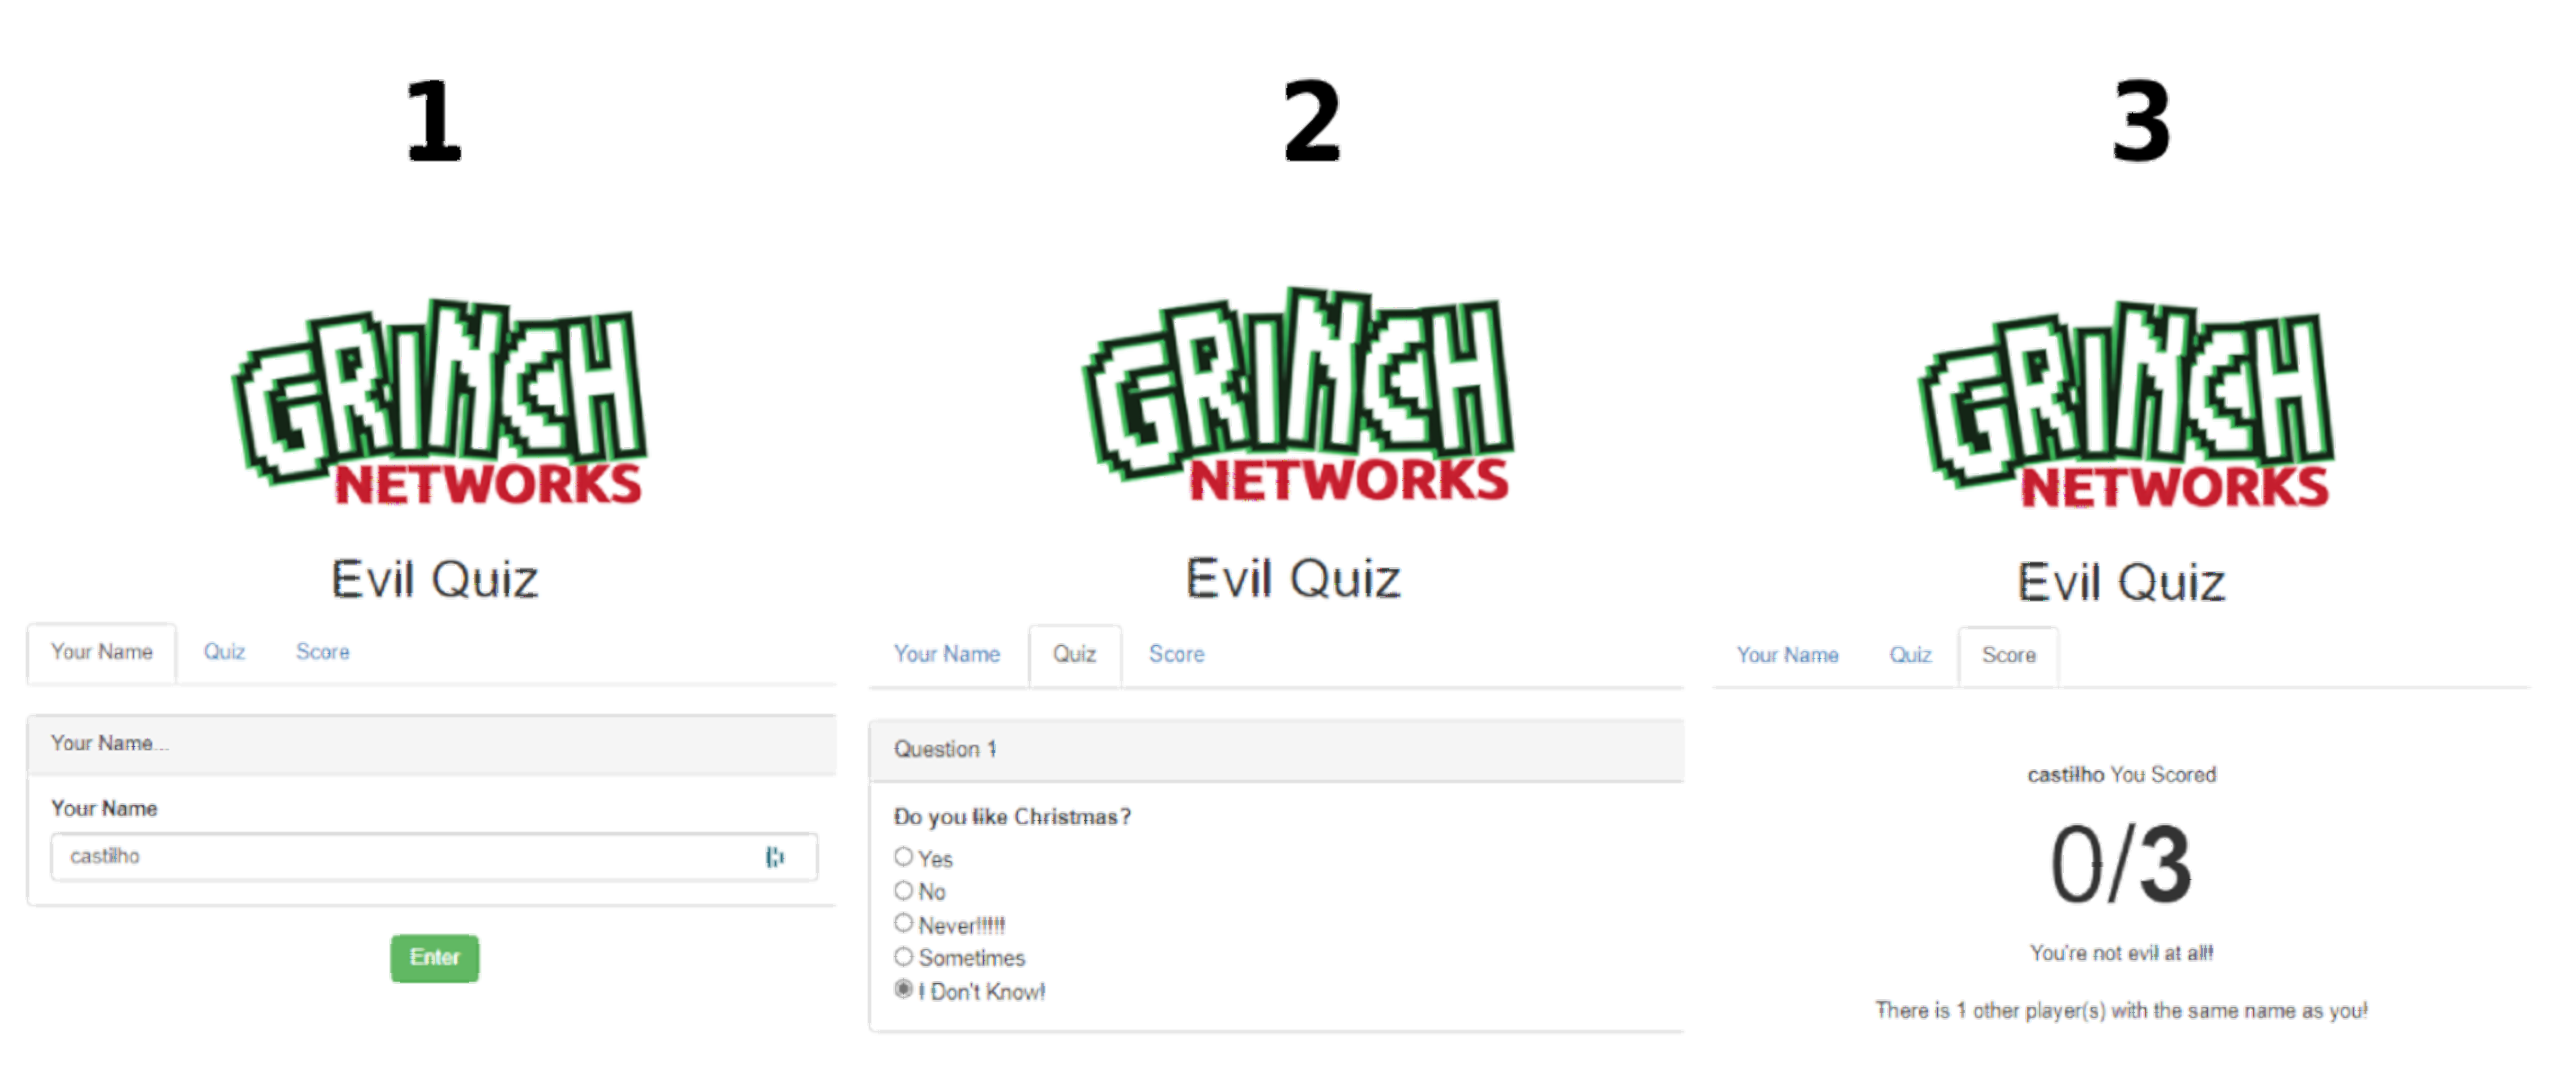 1
GRINCH
NETWORKS
Evil Quiz
Your Name Quiz Score
Your Name...
Your Name
castilho
Enter
2
GRINCH
NETWORKS
Evil Quiz
Your Name Quiz Score
Question 1
Do you like Christmas?
Yes
No
Never!!!!!
Sometimes
I Don't Know!
3
GRINCH
NETWORKS
Evil Quiz
Your Name Quiz Score
castilho You Scored
0/3
You're not evil at all!
There is 1 other player(s) with the same name as you!